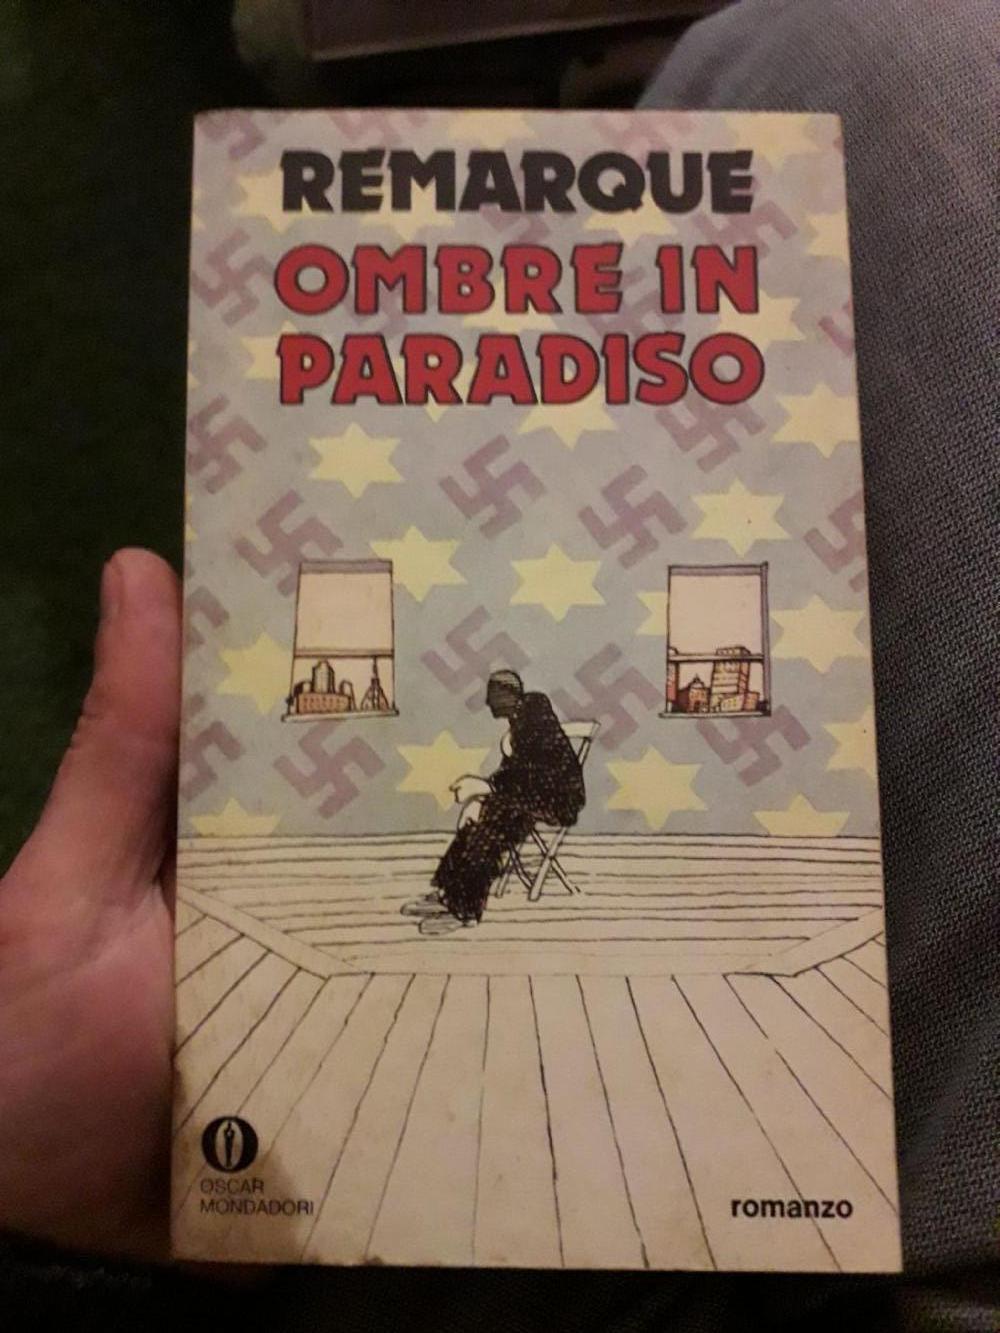 REMARQUE
OMBRE IN
PARADISO
OSCAR
MONDADORI
romanzo